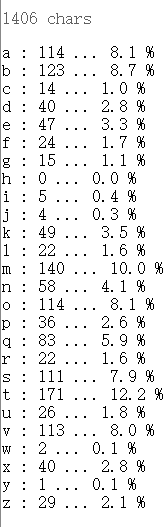 1406 chars
a : 114 ... 8.1 %
b : 123 ... 8.7 %
c : 14 ... 1.0 %
d : 40 ... 2.8 %
e : 47 ... 3.3 %
f : 24 ... 1.7 %
g : 15 ... 1.1 %
h : 0 ... 0.0 %
i : 5 ... 0.4 %
j : 4 ... 0.3 %
k : 49 ... 3.5 %
l : 22 ... 1.6 %
m : 140 ... 10.0 %
n : 58 ... 4.1 %
o : 114 ... 8.1 %
p : 36 ... 2.6 %
q : 83 ... 5.9 %
r : 22 ... 1.6 %
s : 111 ... 7.9 %
t : 171 ... 12.2 %
u : 26 ... 1.8 %
v : 113 ... 8.0 %
w : 2 ... 0.1 %
x : 40 ... 2.8 %
y : 1 ... 0.1 %
z : 29 ... 2.1 %